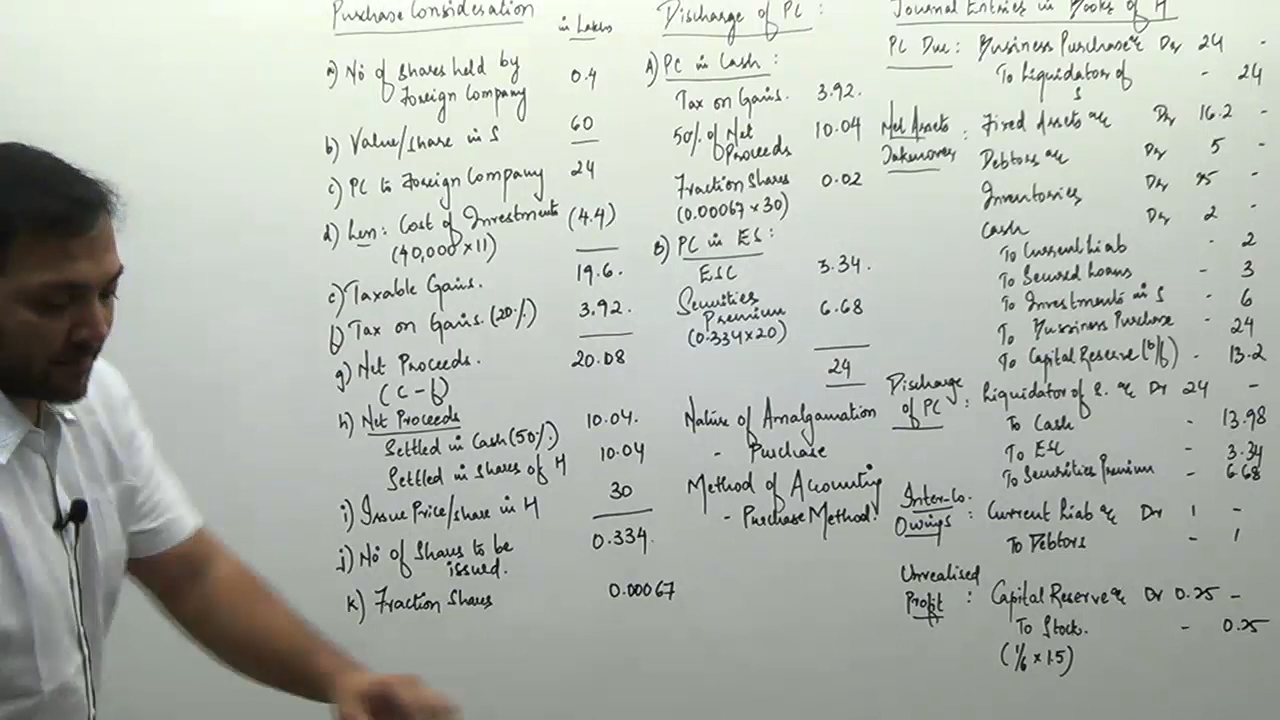 Purchase Consideration
in Lakhs
a) No of shares held by 0.4
Foreign Company
b) Value/share in S 60
c) PC to Foreign Company 24
d) Less: Cost of Investments (4.4)
(40,000 x 11)
e) Taxable Gains. 19.6.
f) Tax on Gains. (20%) 3.92.
g) Net Proceeds. 20.08
(c - f)
h) Net Proceeds
Settled in Cash (50%) 10.04.
Settled in shares of H 10.04
i) Issue Price/share in H 30
j) No of Shares to be 0.334.
issued.
k) Fraction Shares 0.00067
Discharge of PC :
A) PC in Cash :
Tax on Gains. 3.92.
50% of Net 10.04
Proceeds
Fraction Shares 0.02
(0.00067 x 30)
B) PC in ES :
ESC 3.34.
Securities
Premium 6.68
(0.334 x 20)
24
Nature of Amalgamation
- Purchase
Method of Accounting
- Purchase Method.
Journal Entries in Books of H
PC Due : Business Purchase a/c Dr 24 -
To Liquidators of - 24
S
Net Assets : Fixed Assets a/c Dr 16.2 -
Takenover Debtors a/c Dr 5 -
Inventories Dr 25 -
Cash Dr 2 -
To Current Liab - 2
To Secured Loans - 3
To Investments in S - 6
To Bussiness Purchase - 24
To Capital Reserve (b/f) - 13.2
Discharge
of PC : Liquidator of S. a/c Dr 24 -
To Cash - 13.98
To ESC - 3.34
To Securities Premium - 6.68
Inter-Co.
Owings : Current Liab a/c Dr 1 -
To Debtors - 1
Unrealised
Profit : Capital Reserve a/c Dr 0.25 -
To Stock. - 0.25
(1/6 x 1.5)